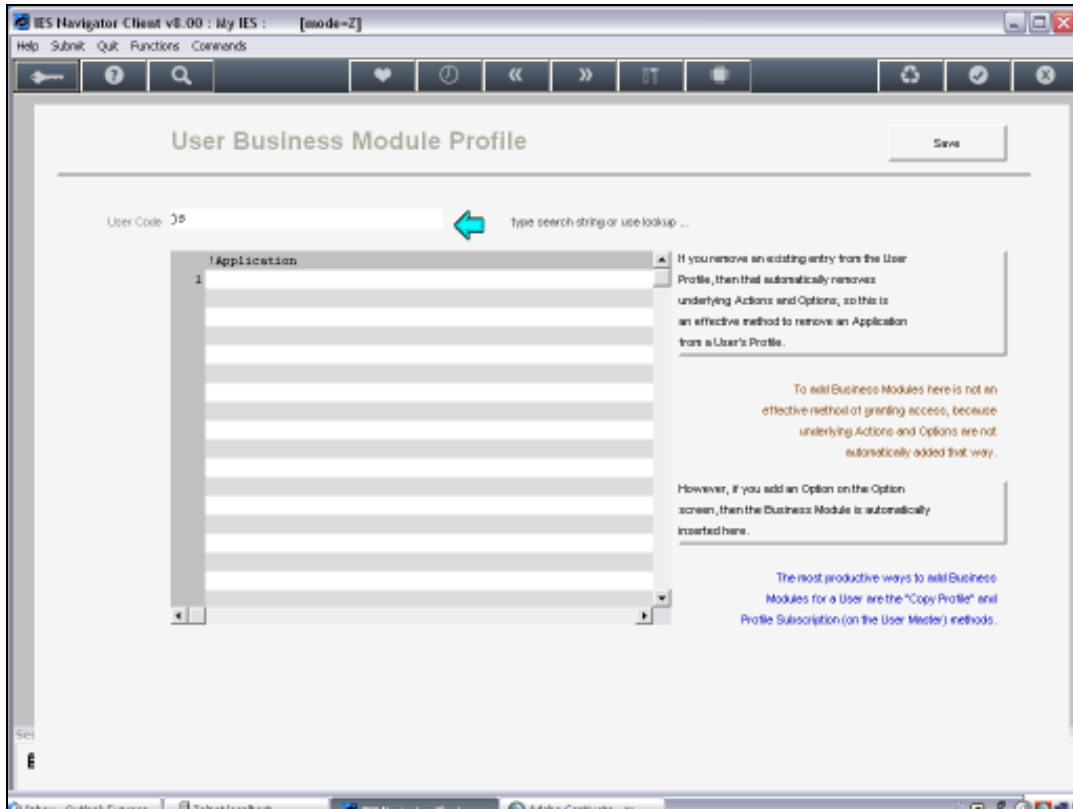 IES Navigator Client v8.00 : My IES : [mode=Z]
Help Submit Quit Functions Commands
User Business Module Profile
Save
User Code
type search string or use lookup ...
!Application
1
If you remove an existing entry from the User
Profile, then that automatically removes
underlying Actions and Options, so this is
an effective method to remove an Application
from a User's Profile.
To add Business Modules here is not an
effective method of granting access, because
underlying Actions and Options are not
automatically added that way.
However, if you add an Option on the Option
screen, then the Business Module is automatically
inserted here.
The most productive ways to add Business
Modules for a User are the "Copy Profile" and
Profile Subscription (on the User Master) methods.